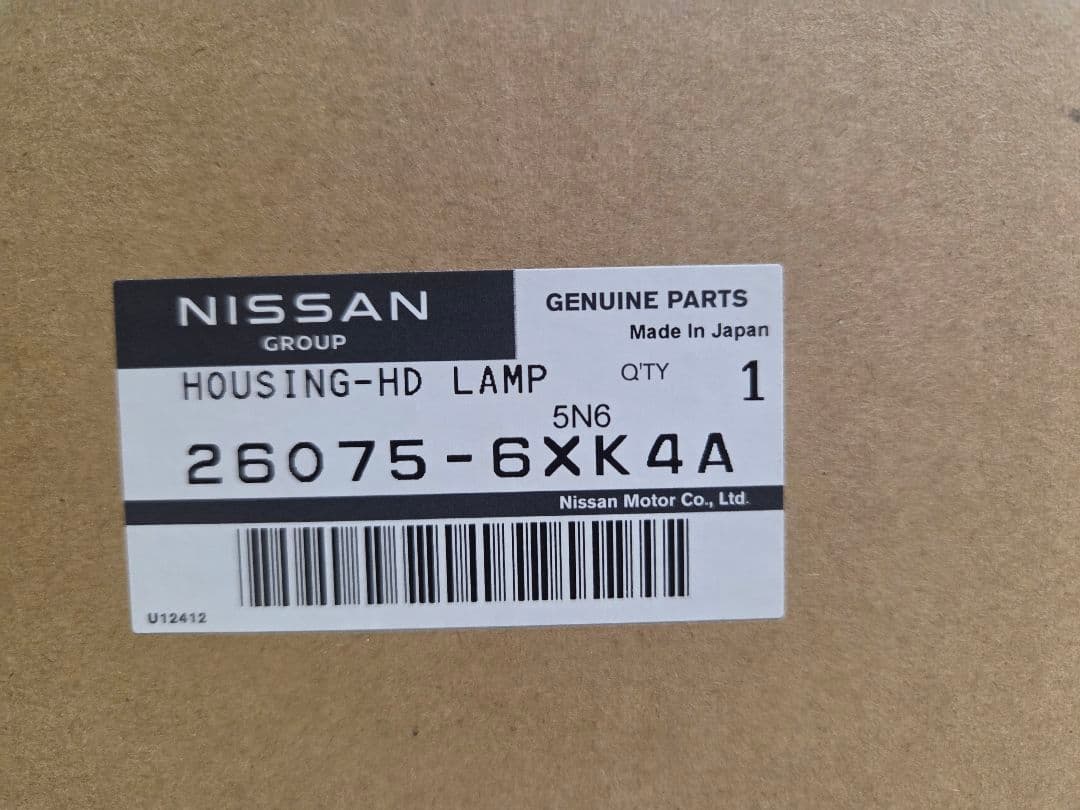 NISSAN
GROUP
GENUINE PARTS
Made In Japan
HOUSING-HD LAMP
Q'TY 1
5N6
26075-6XK4A
Nissan Motor Co., Ltd.
U12412